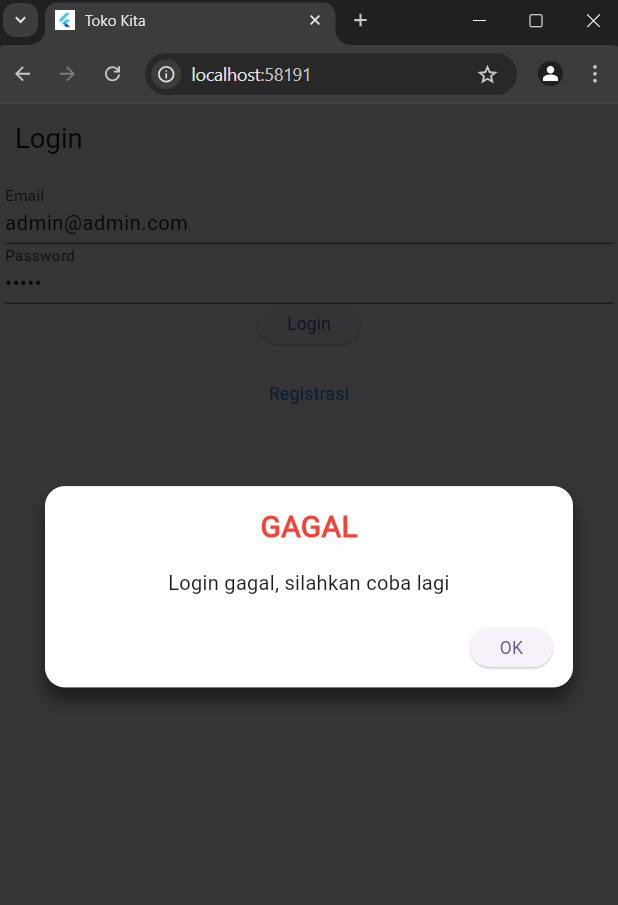 Toko Kita
localhost:58191
Login
Email
admin@admin.com
Password
•••••
Login
Registrasi
GAGAL
Login gagal, silahkan coba lagi
OK